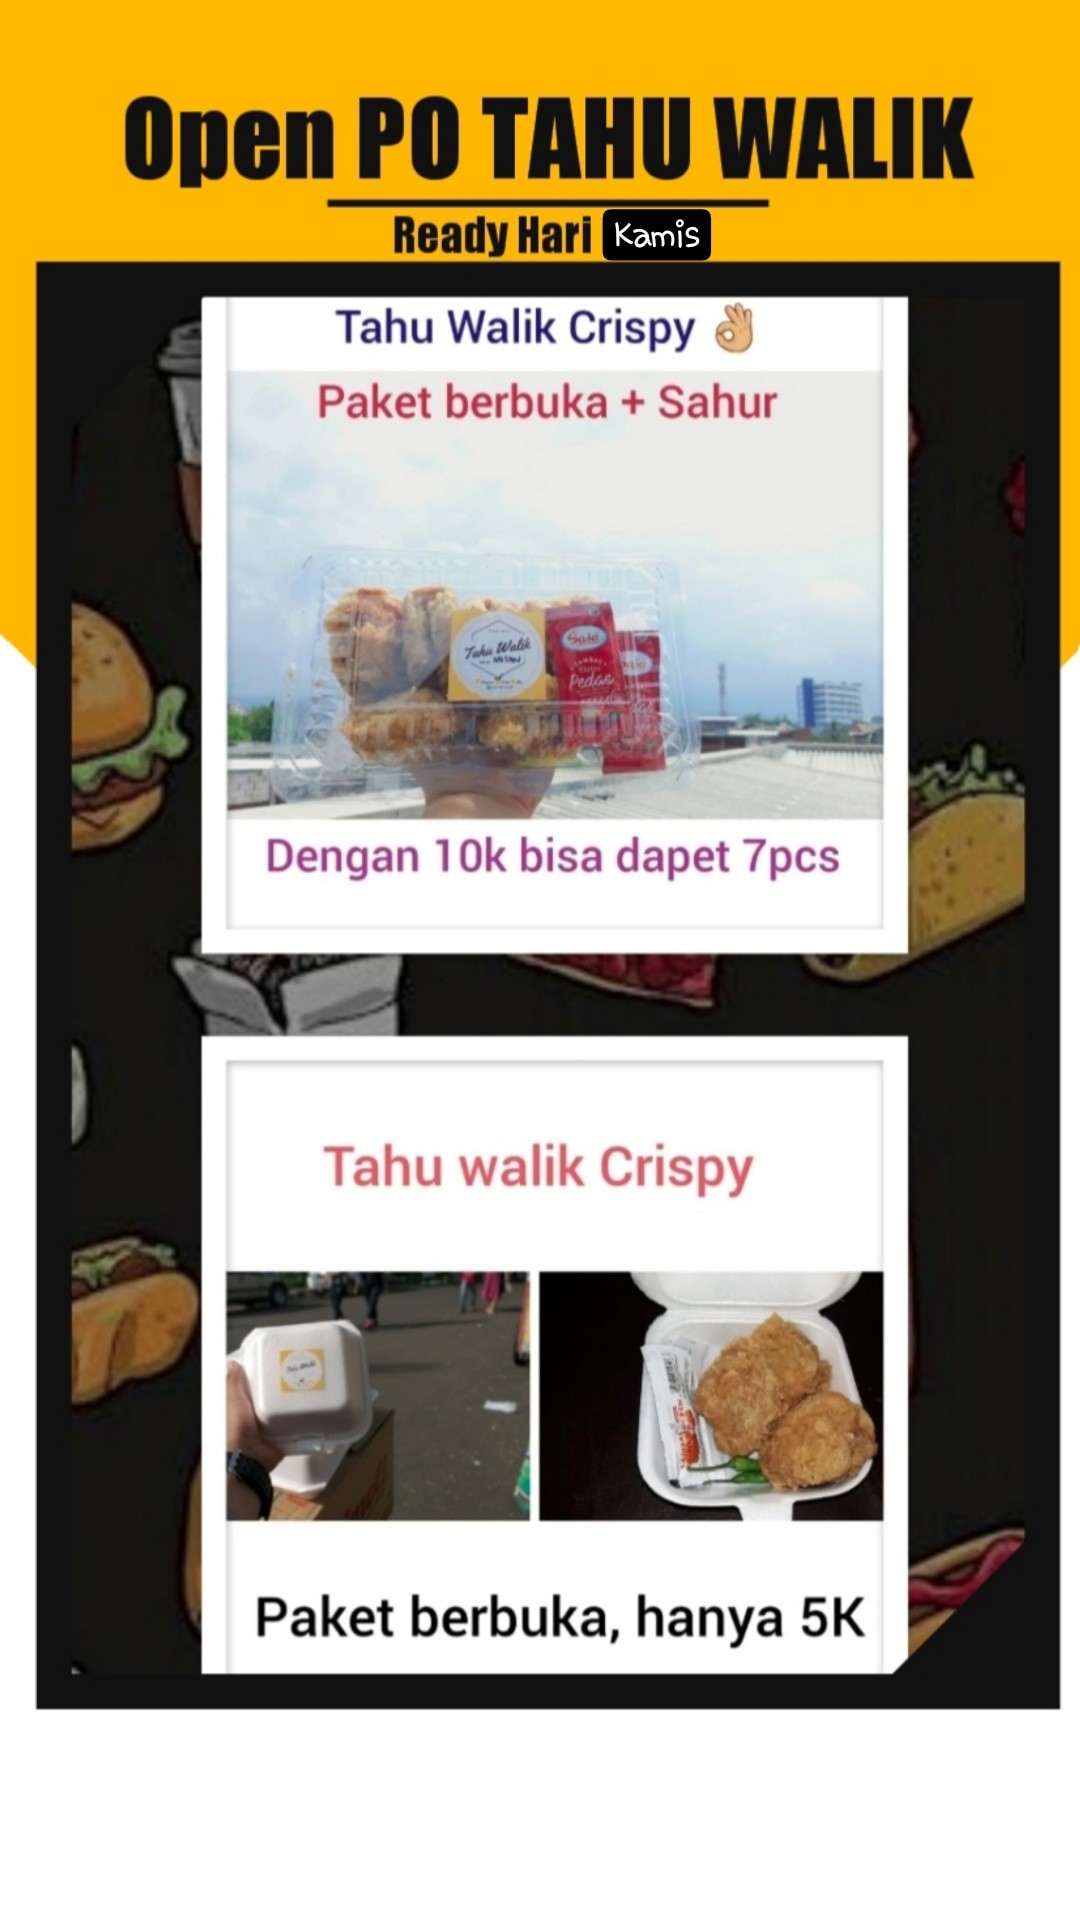 Open PO TAHU WALIK
Ready Hari Kamis
Tahu Walik Crispy 👌🏼
Paket berbuka + Sahur
Tahu Walik
Sasa
Pedas
Dengan 10k bisa dapet 7pcs
Tahu walik Crispy
Paket berbuka, hanya 5K